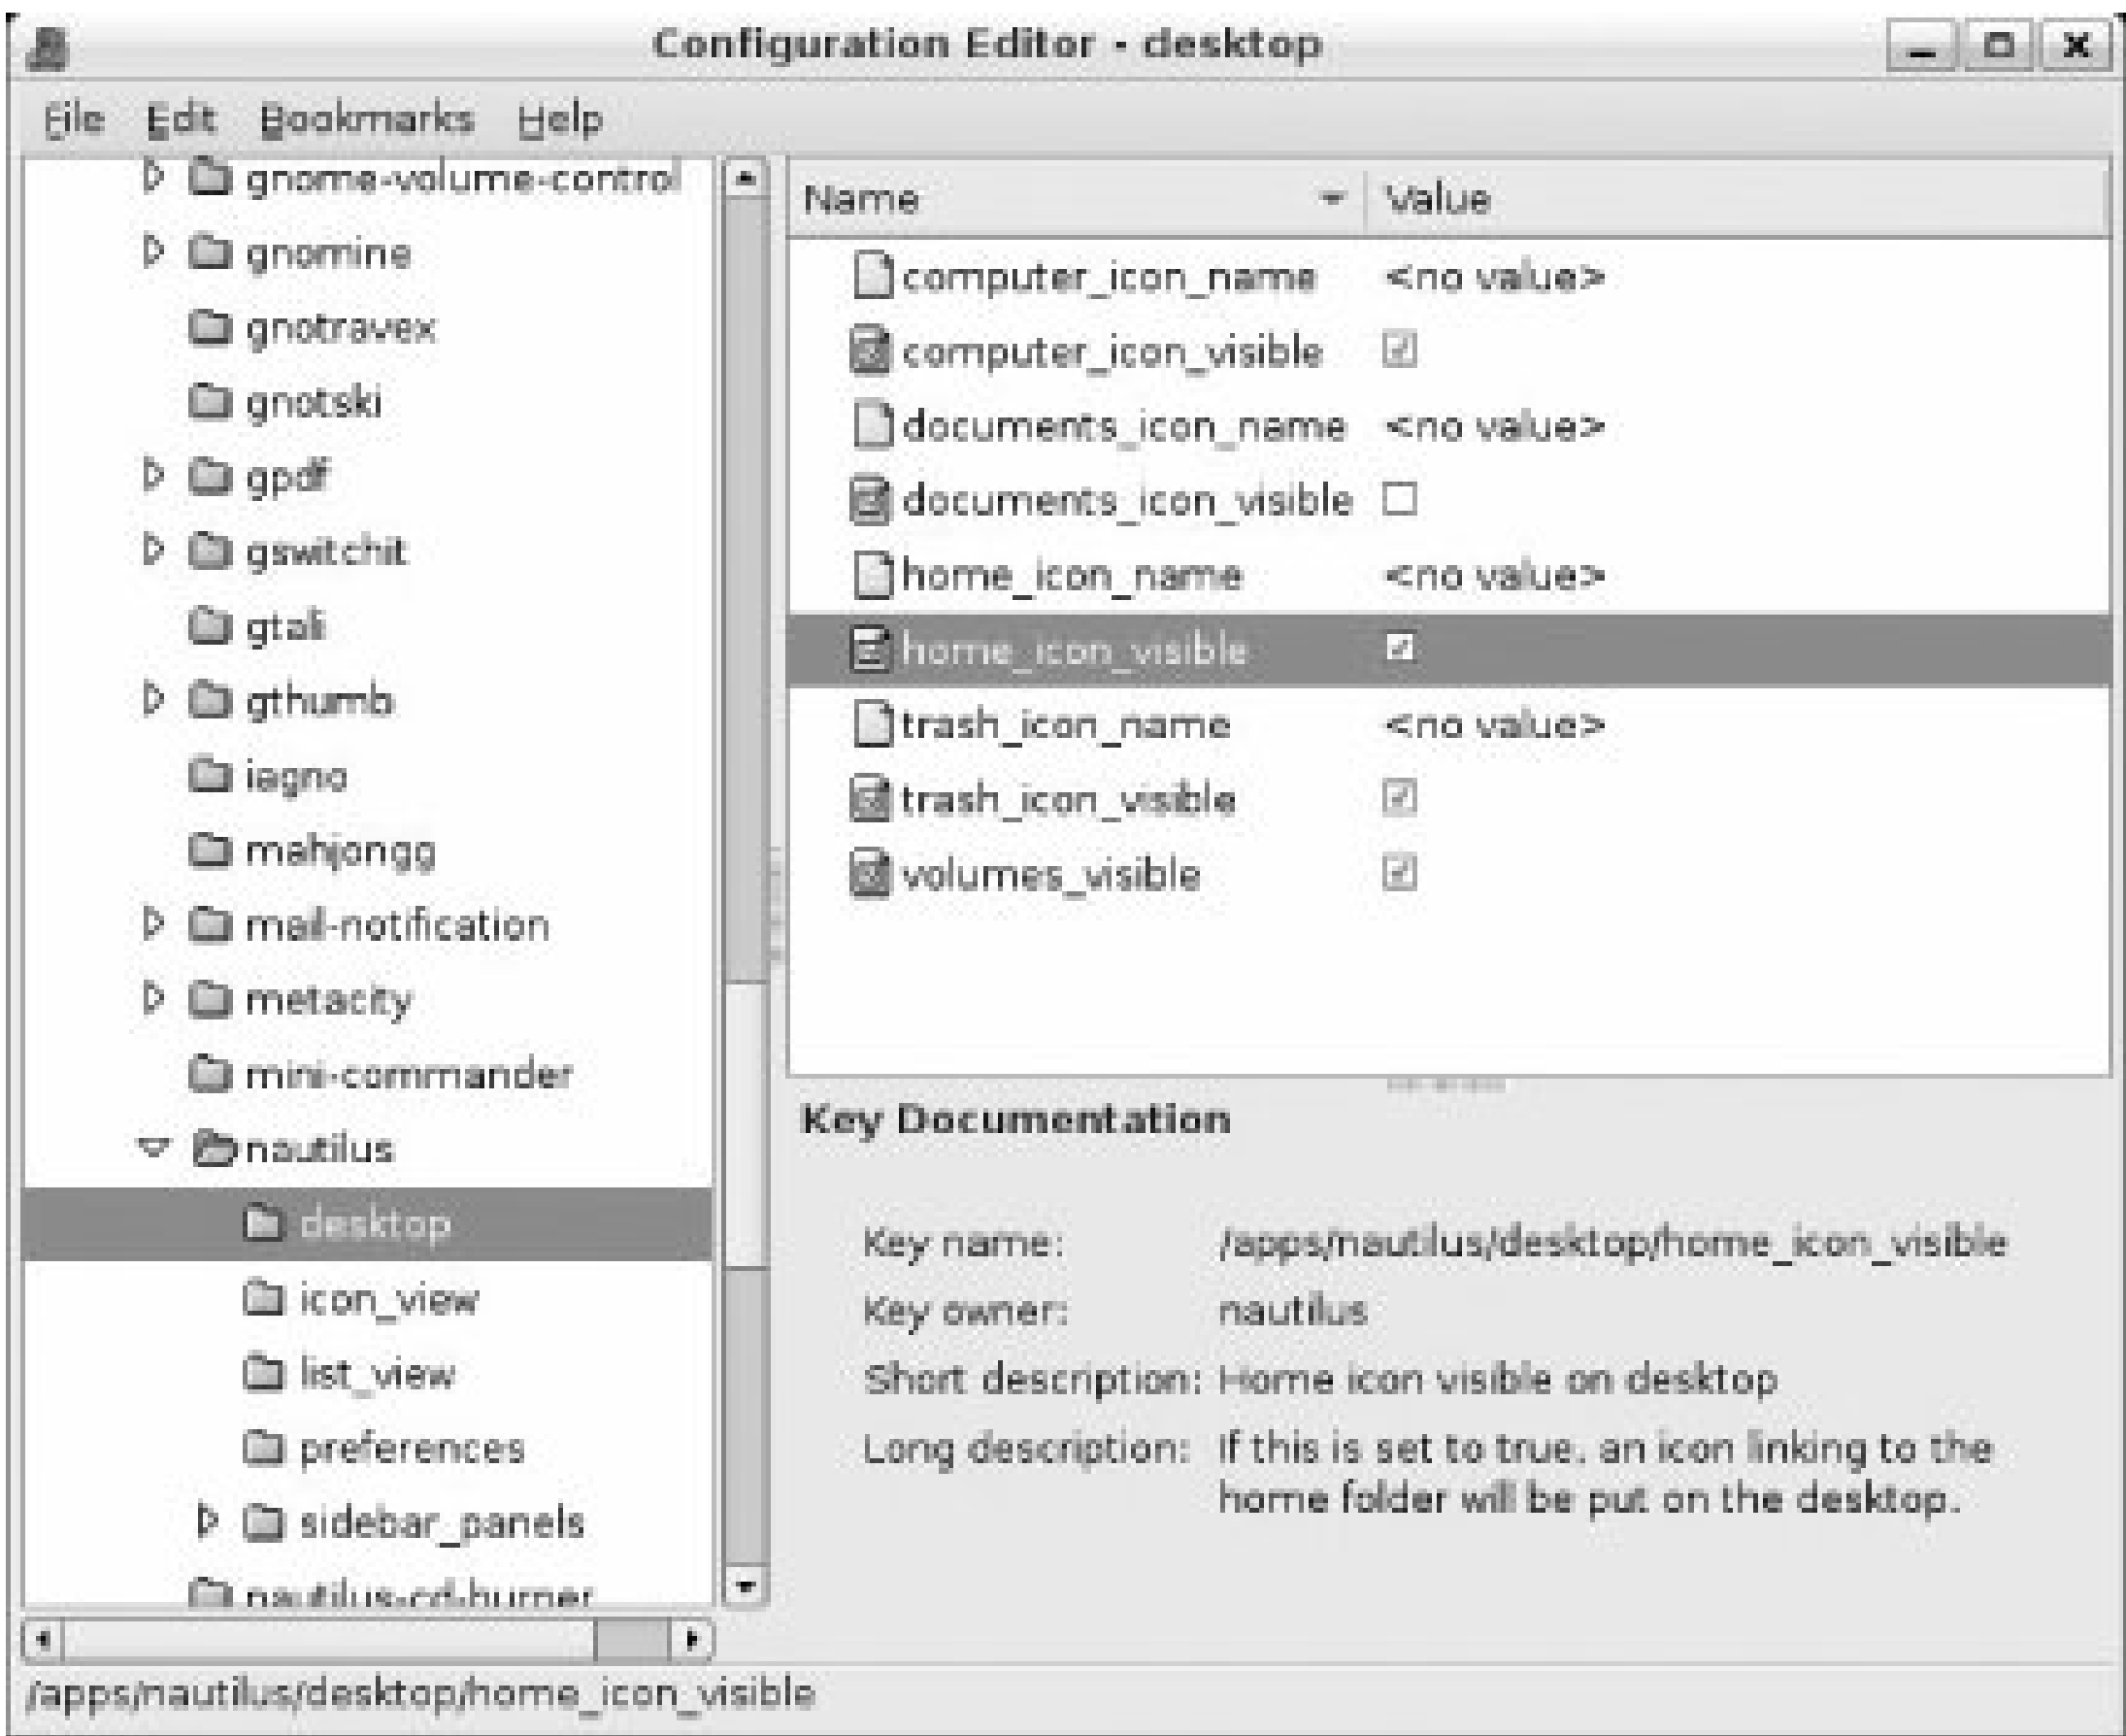 Configuration Editor - desktop
File Edit Bookmarks Help
gnome-volume-control
gnomine
gnotravex
gnotski
gpdf
gswitchit
gtali
gthumb
iagno
mahjongg
mail-notification
metacity
mini-commander
nautilus
desktop
icon_view
list_view
preferences
sidebar_panels
nautilus-cd-burner
Name Value
computer_icon_name <no value>
computer_icon_visible
documents_icon_name <no value>
documents_icon_visible
home_icon_name <no value>
home_icon_visible
trash_icon_name <no value>
trash_icon_visible
volumes_visible
Key Documentation
Key name: /apps/nautilus/desktop/home_icon_visible
Key owner: nautilus
Short description: Home icon visible on desktop
Long description: If this is set to true, an icon linking to the
home folder will be put on the desktop.
/apps/nautilus/desktop/home_icon_visible